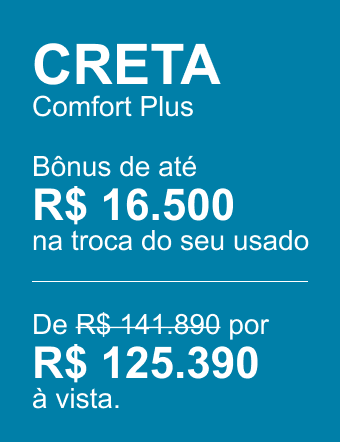 CRETA
Comfort Plus
Bônus de até
R$ 16.500
na troca do seu usado
De R$ 141.890 por
R$ 125.390
à vista.